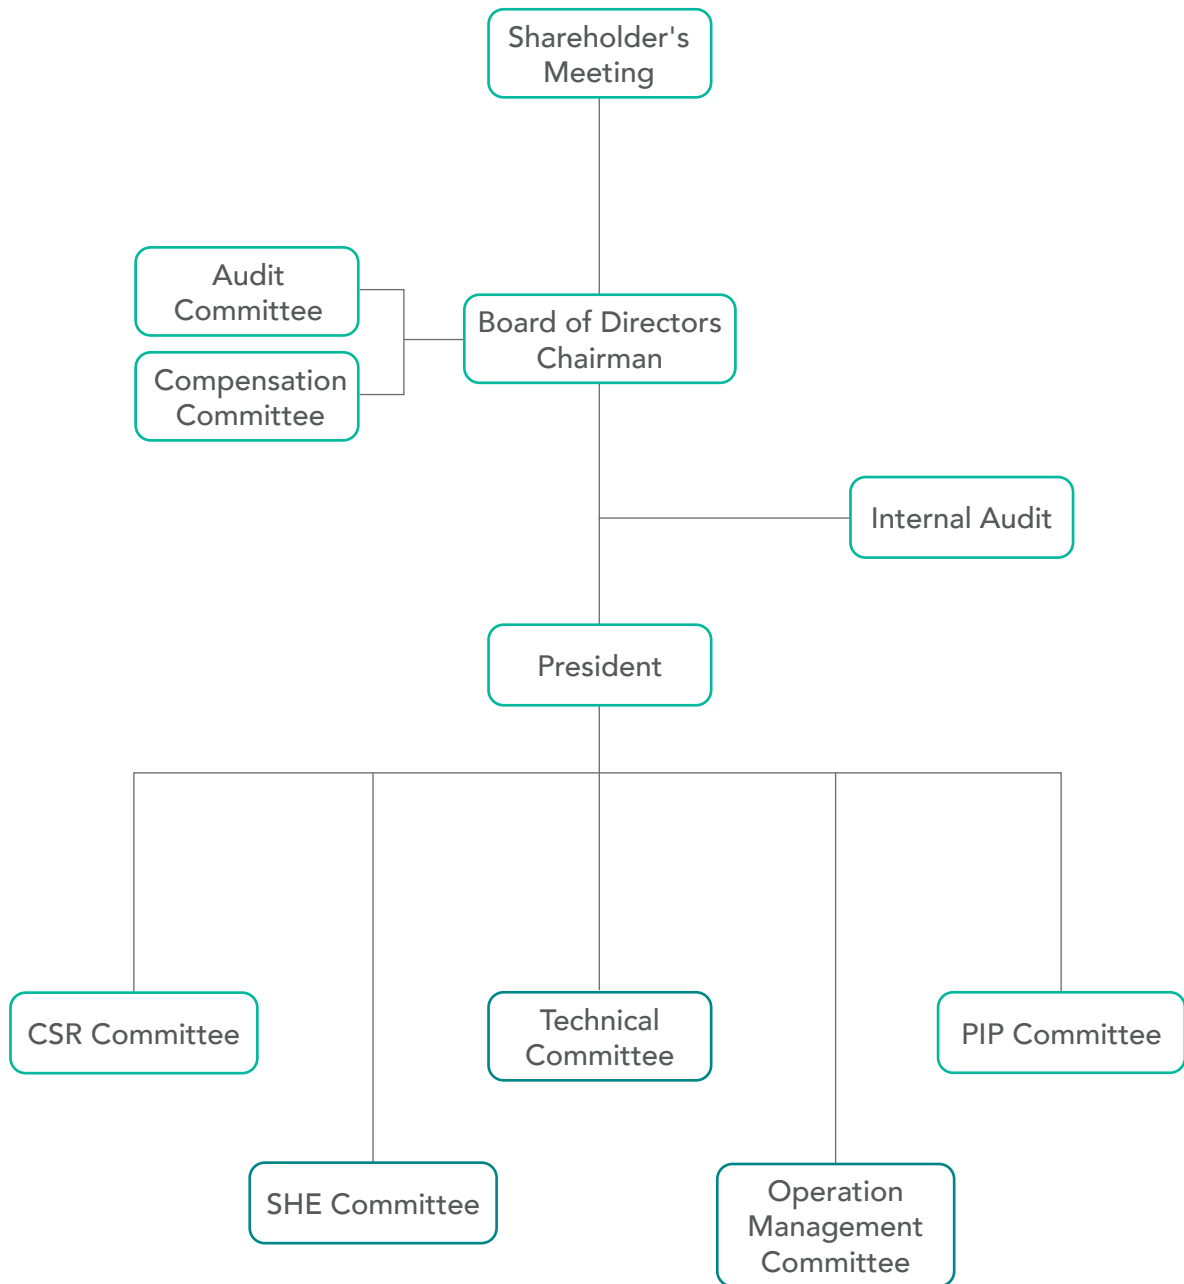 Shareholder's
Meeting
Audit
Committee
Board of Directors
Chairman
Compensation
Committee
Internal Audit
President
CSR Committee
Technical
Committee
PIP Committee
SHE Committee
Operation
Management
Committee